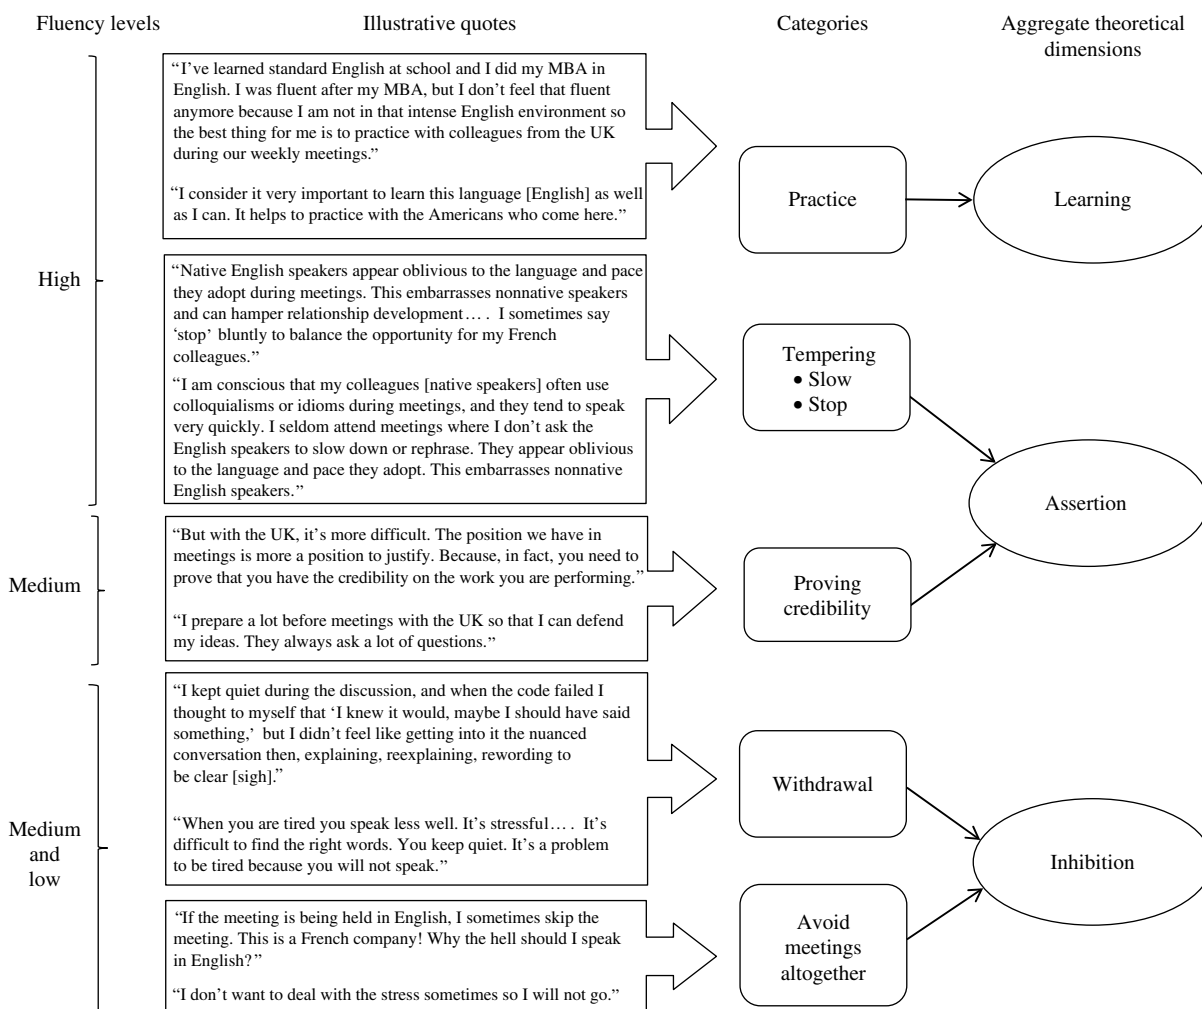 Fluency levels
Illustrative quotes
Categories
Aggregate theoretical
dimensions
High
“I’ve learned standard English at school and I did my MBA in
English. I was fluent after my MBA, but I don’t feel that fluent
anymore because I am not in that intense English environment so
the best thing for me is to practice with colleagues from the UK
during our weekly meetings.”
“I consider it very important to learn this language [English] as well
as I can. It helps to practice with the Americans who come here.”
Practice
Learning
“Native English speakers appear oblivious to the language and pace
they adopt during meetings. This embarrasses nonnative speakers
and can hamper relationship development… . I sometimes say
‘stop’ bluntly to balance the opportunity for my French
colleagues.”
“I am conscious that my colleagues [native speakers] often use
colloquialisms or idioms during meetings, and they tend to speak
very quickly. I seldom attend meetings where I don’t ask the
English speakers to slow down or rephrase. They appear oblivious
to the language and pace they adopt. This embarrasses nonnative
English speakers.”
Tempering
• Slow
• Stop
Assertion
Medium
“But with the UK, it’s more difficult. The position we have in
meetings is more a position to justify. Because, in fact, you need to
prove that you have the credibility on the work you are performing.”
“I prepare a lot before meetings with the UK so that I can defend
my ideas. They always ask a lot of questions.”
Proving
credibility
Medium
and
low
“I kept quiet during the discussion, and when the code failed I
thought to myself that ‘I knew it would, maybe I should have said
something,’ but I didn’t feel like getting into it the nuanced
conversation then, explaining, reexplaining, rewording to
be clear [sigh].”
“When you are tired you speak less well. It’s stressful… . It’s
difficult to find the right words. You keep quiet. It’s a problem
to be tired because you will not speak.”
Withdrawal
Inhibition
“If the meeting is being held in English, I sometimes skip the
meeting. This is a French company! Why the hell should I speak
in English?”
“I don’t want to deal with the stress sometimes so I will not go.”
Avoid
meetings
altogether